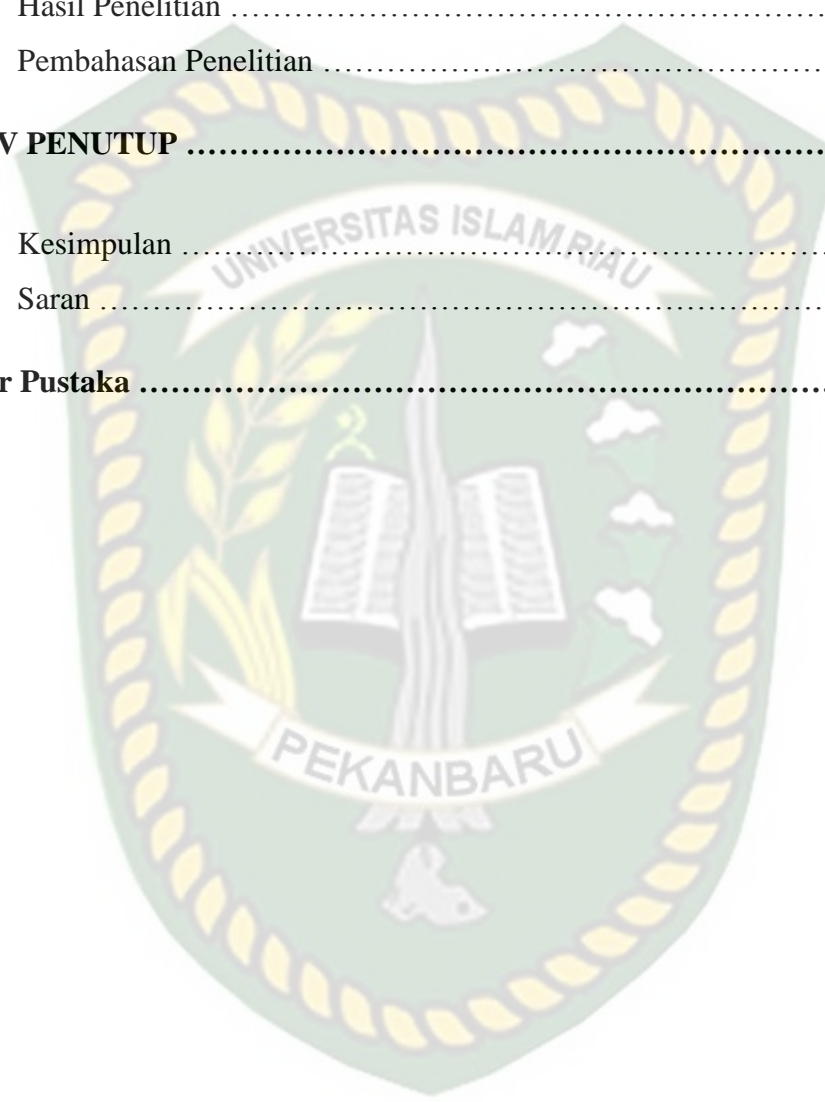 Hasil Penelitian ……………………………………………………
Pembahasan Penelitian ………………………………………………
V PENUTUP ………………………………………………………
UNIVERSITAS ISLAM RIAU
Kesimpulan …………………………………………………………
Saran …………………………………………………………………
r Pustaka ……………………………………………………………
PEKANBARU